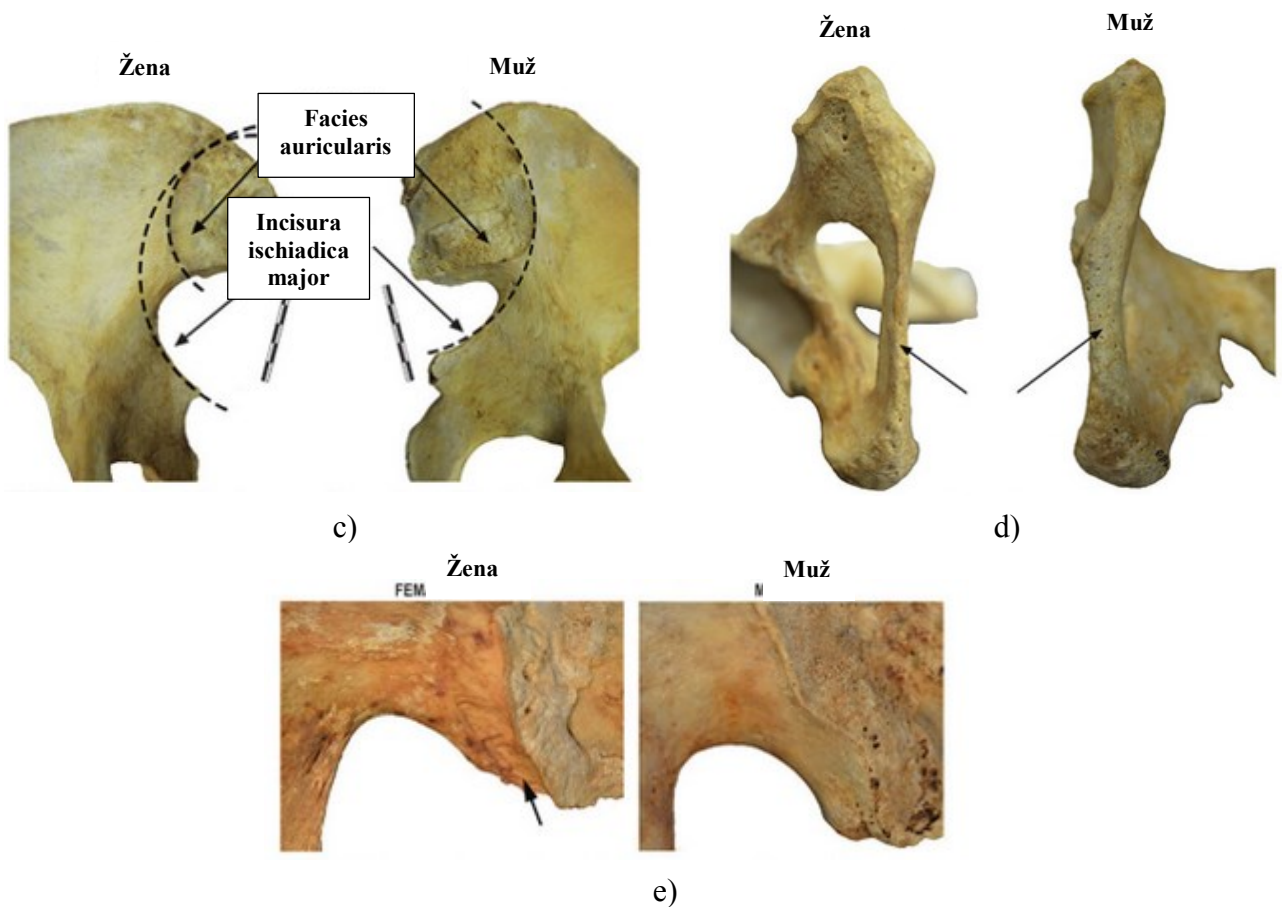 Žena
Muž
Facies
auricularis
Incisura
ischiadica
major
c)
Žena
Muž
d)
Žena
Muž
FEM
M
e)